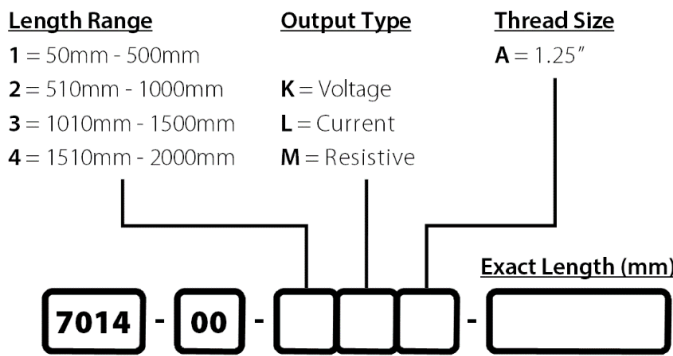 Length Range
1 = 50mm - 500mm
2 = 510mm - 1000mm
3 = 1010mm - 1500mm
4 = 1510mm - 2000mm
Output Type
K = Voltage
L = Current
M = Resistive
Thread Size
A = 1.25”
Exact Length (mm)
7014 - 00 - -